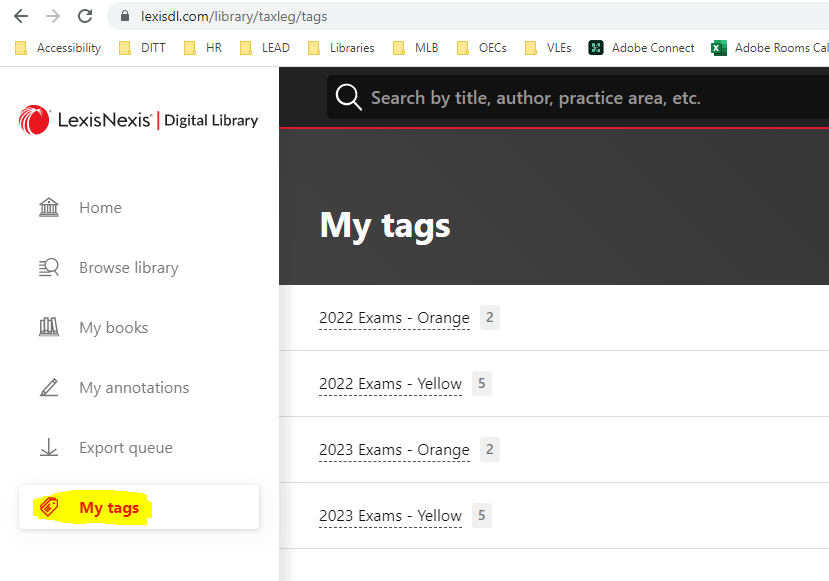 lexisdl.com/library/taxleg/tags
Accessibility DITT HR LEAD Libraries MLB OECs VLEs Adobe Connect Adobe Rooms Cal
LexisNexis® | Digital Library
Search by title, author, practice area, etc.
Home
Browse library
My books
My annotations
Export queue
My tags
My tags
2022 Exams - Orange 2
2022 Exams - Yellow 5
2023 Exams - Orange 2
2023 Exams - Yellow 5